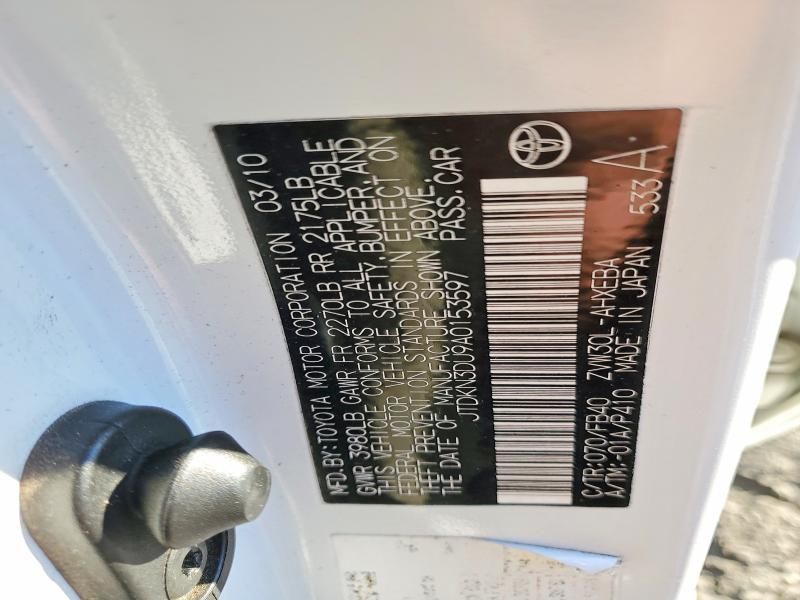 MFD.BY:TOYOTA MOTOR CORPORATION 03/10
GVWR 3980LB GAWR FR 2270LB RR 2175LB
THIS VEHICLE CONFORMS TO ALL APPLICABLE
FEDERAL MOTOR VEHICLE SAFETY,BUMPER,AND
THEFT PREVENTION STANDARDS IN EFFECT ON
THE DATE OF MANUFACTURE SHOWN ABOVE.
JTDKN3DU9A0153597 PASS.CAR
C/TR:070/FB40 ZVW30L-AHXEBA
A/TM:-01A/P410 MADE IN JAPAN 533 A